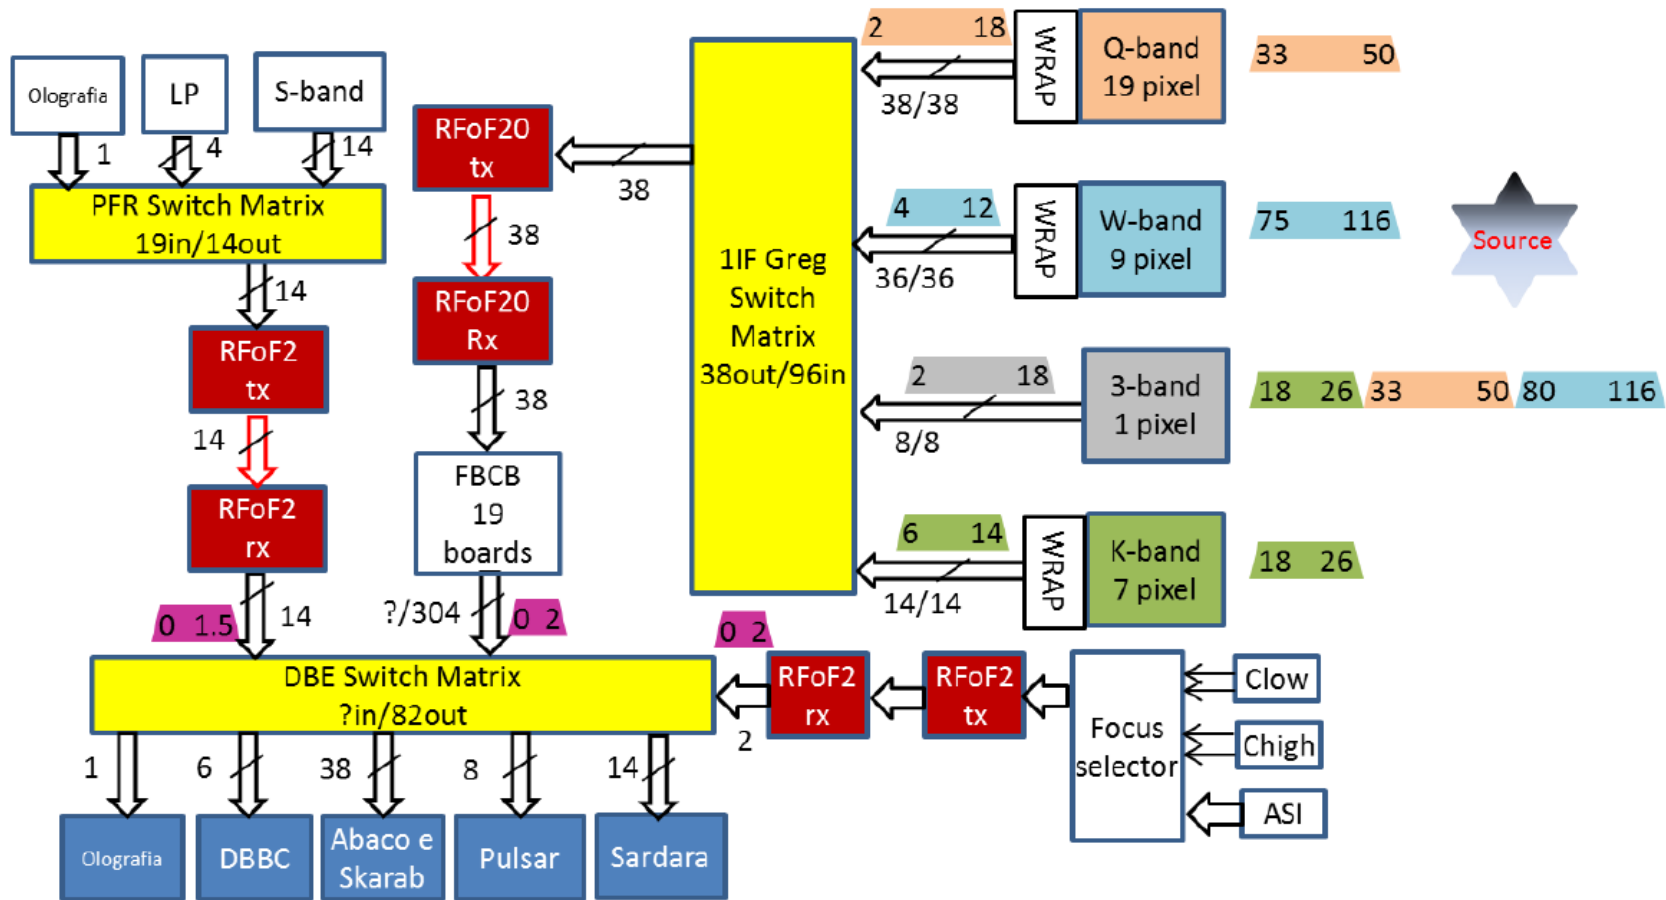 Olografia
LP
S-band
1
4
14
PFR Switch Matrix
19in/14out
14
RFoF2
tx
14
RFoF2
rx
0 1.5
14
RFoF20
tx
38
38
RFoF20
Rx
38
FBCB
19
boards
?/304
0 2
1IF Greg
Switch
Matrix
38out/96in
2 18
38/38
WRAP
Q-band
19 pixel
33 50
4 12
36/36
WRAP
W-band
9 pixel
75 116
Source
2 18
8/8
3-band
1 pixel
18 26 33 50 80 116
6 14
14/14
WRAP
K-band
7 pixel
18 26
DBE Switch Matrix
?in/82out
0 2
2
RFoF2
rx
RFoF2
tx
Focus
selector
Clow
Chigh
ASI
1
6
38
8
14
Olografia
DBBC
Abaco e
Skarab
Pulsar
Sardara